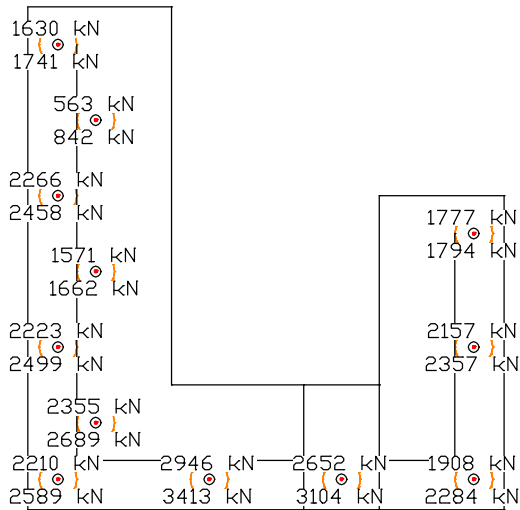 1630 kN
1741 kN
563 kN
842 kN
2266 kN
2458 kN
1777 kN
1794 kN
1571 kN
1662 kN
2223 kN
2499 kN
2157 kN
2357 kN
2355 kN
2689 kN
2210 kN
2589 kN
2946 kN
3413 kN
2652 kN
3104 kN
1908 kN
2284 kN